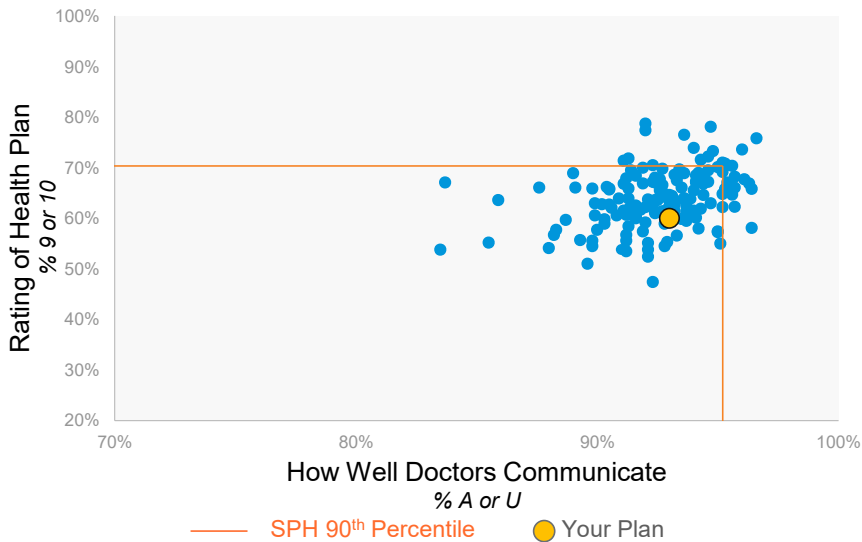 100%
90%
80%
70%
60%
50%
40%
30%
20%
Rating of Health Plan
% 9 or 10
70%
80%
90%
100%
How Well Doctors Communicate
% A or U
SPH 90th Percentile
Your Plan